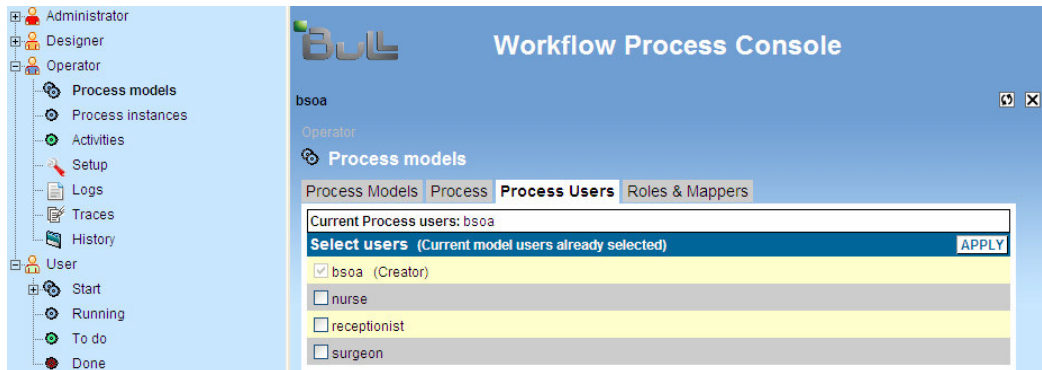 Administrator
Designer
Operator
Process models
Process instances
Activities
Setup
Logs
Traces
History
User
Start
Running
To do
Done
Bull
Workflow Process Console
bsoa
Operator
Process models
Process Models Process Process Users Roles & Mappers
Current Process users: bsoa
Select users (Current model users already selected) APPLY
bsoa (Creator)
nurse
receptionist
surgeon